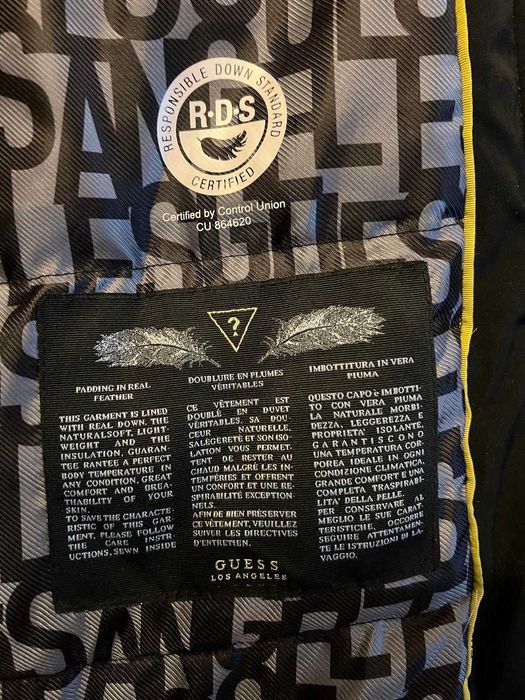 RESPONSIBLE DOWN STANDARD
R·D·S
CERTIFIED
Certified by Control Union
CU 864620
?
PADDING IN REAL
FEATHER
THIS GARMENT IS LINED
WITH REAL DOWN, THE
NATURALSOFT, LIGHT-
WEIGHT AND THE
INSULATION, GUARAN-
TEE RANTEE A PERFECT
BODY TEMPERATURE IN
ANY CONDITION. GREAT
COMFORT AND BREA-
THABILITY OF YOUR
SKIN.
TO SAVE THE CHARACTE-
RISTIC OF THIS GAR-
MENT, PLEASE FOLLOW
THE CARE INSTR-
UCTIONS, SEWN INSIDE
DOUBLURE EN PLUMES
VÉRITABLES
CE VÊTEMENT EST
DOUBLÉ EN DUVET
VÉRITABLES. SA DOU-
CEUR NATURELLE,
SALÉGERETÉ ET SON ISO-
LATION VOUS PERMET-
TENT DE RESTER AU
CHAUD MALGRÉ LES IN-
TEMPÉRIES ET OFFRENT
UN CONFORT ET UNE RE-
SPIRABILITÉ EXCEPTION
NELS.
AFIN DE BIEN PRÉSERVER
CE VÊTEMENT, VEUILLEZ
SUIVER LES DIRECTIVES
D'ENTRETIEN.
IMBOTTITURA IN VERA
PIUMA
QUESTO CAPO è IMBOTTI-
TO CON VERA PIUMA
LA NATURALE MORBI-
DEZZA, LEGGEREZZA E
PROPRIETA ISOLANTE,
GARANTISCONO
UNA TEMPERATURA COR-
POREA IDEALE IN OGNI
CONDIZIONE CLIMATICA,
GRANDE COMFORT E UNA
COMPLETA TRASPIRABI-
LITA DELLA PELLE.
PER CONSERVARE AL
MEGLIO LE SUE CARAT-
TERISTICHE, OCCORRE
SEGUIRE ATTENTAMEN-
TE LE ISTRUZIONI DI LA-
VAGGIO.
GUESS
LOS ANGELES